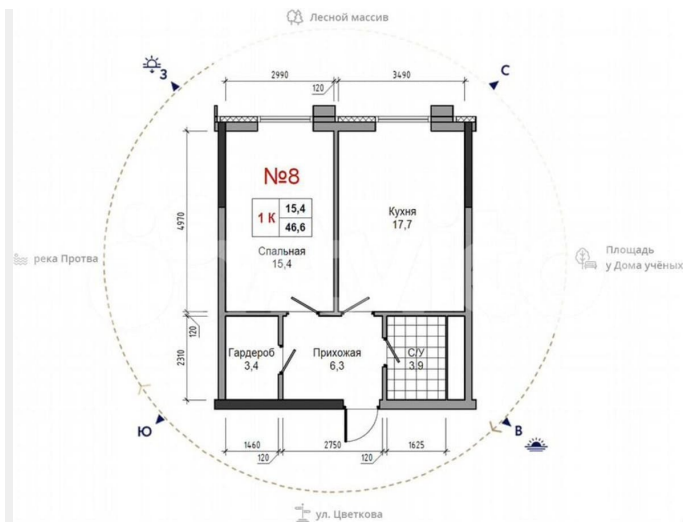 Лесной массив
З
С
2990
3490
120
№8
1 К
15,4
46,6
Спальная
15,4
Кухня
17,7
4970
река Протва
Площадь
у Дома учёных
120
2310
Гардероб
3,4
Прихожая
6,3
С/У
3,9
Ю
В
1460
2750
1625
120
120
ул. Цветкова